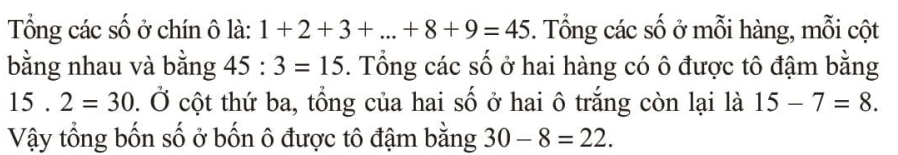 Tổng các số ở chín ô là: 1 + 2 + 3 + ... + 8 + 9 = 45. Tổng các số ở mỗi hàng, mỗi cột
bằng nhau và bằng 45 : 3 = 15. Tổng các số ở hai hàng có ô được tô đậm bằng
15 . 2 = 30. Ở cột thứ ba, tổng của hai số ở hai ô trắng còn lại là 15 – 7 = 8.
Vậy tổng bốn số ở bốn ô được tô đậm bằng 30 – 8 = 22.